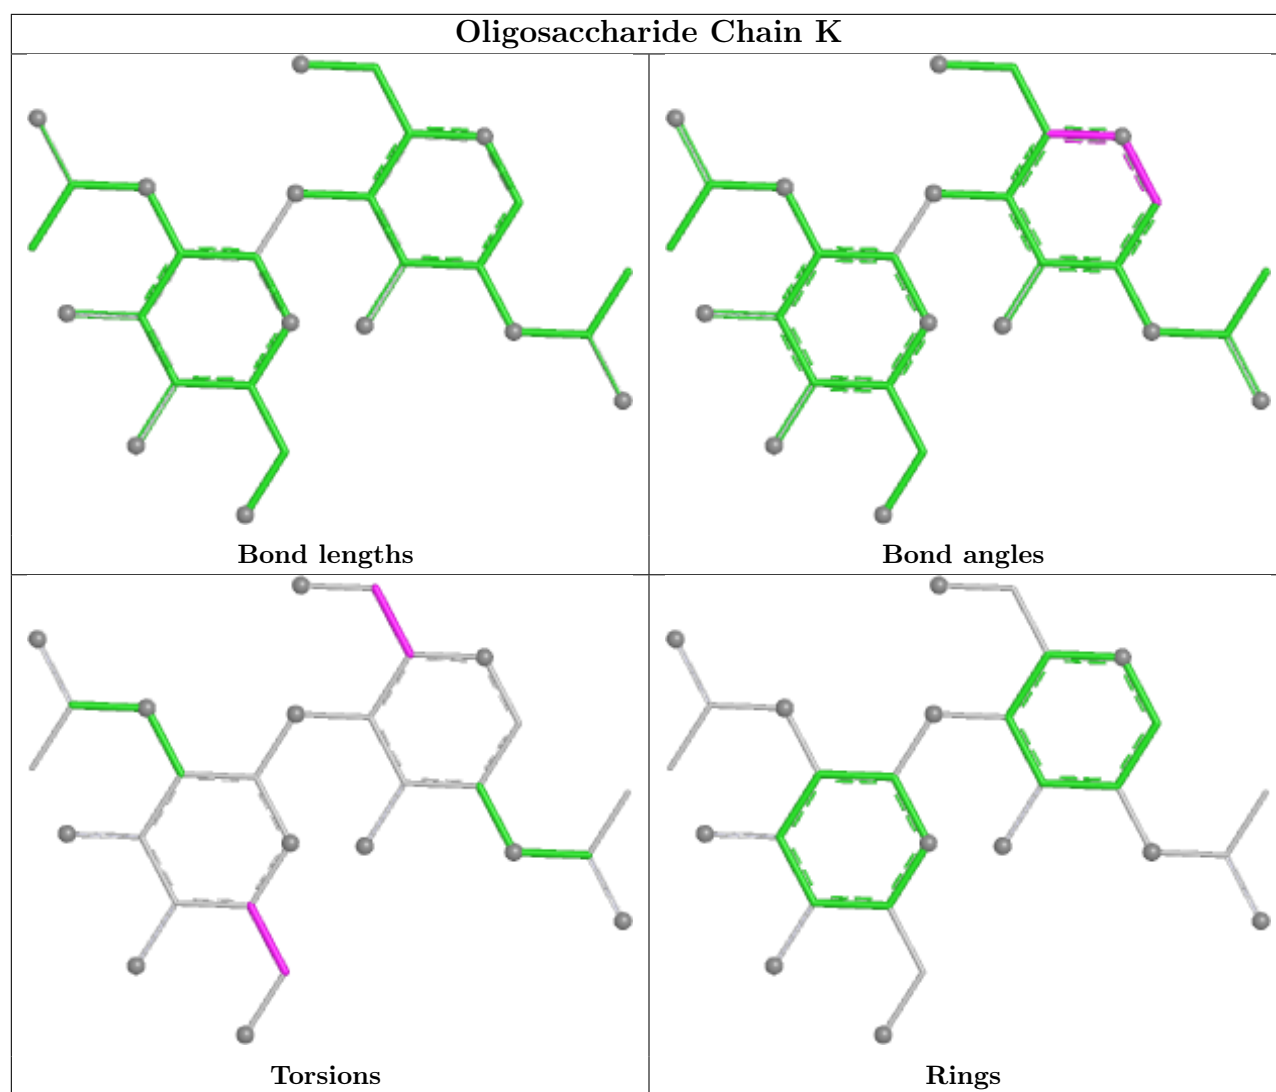 Oligosaccharide Chain K
Bond lengths
Bond angles
Torsions
Rings